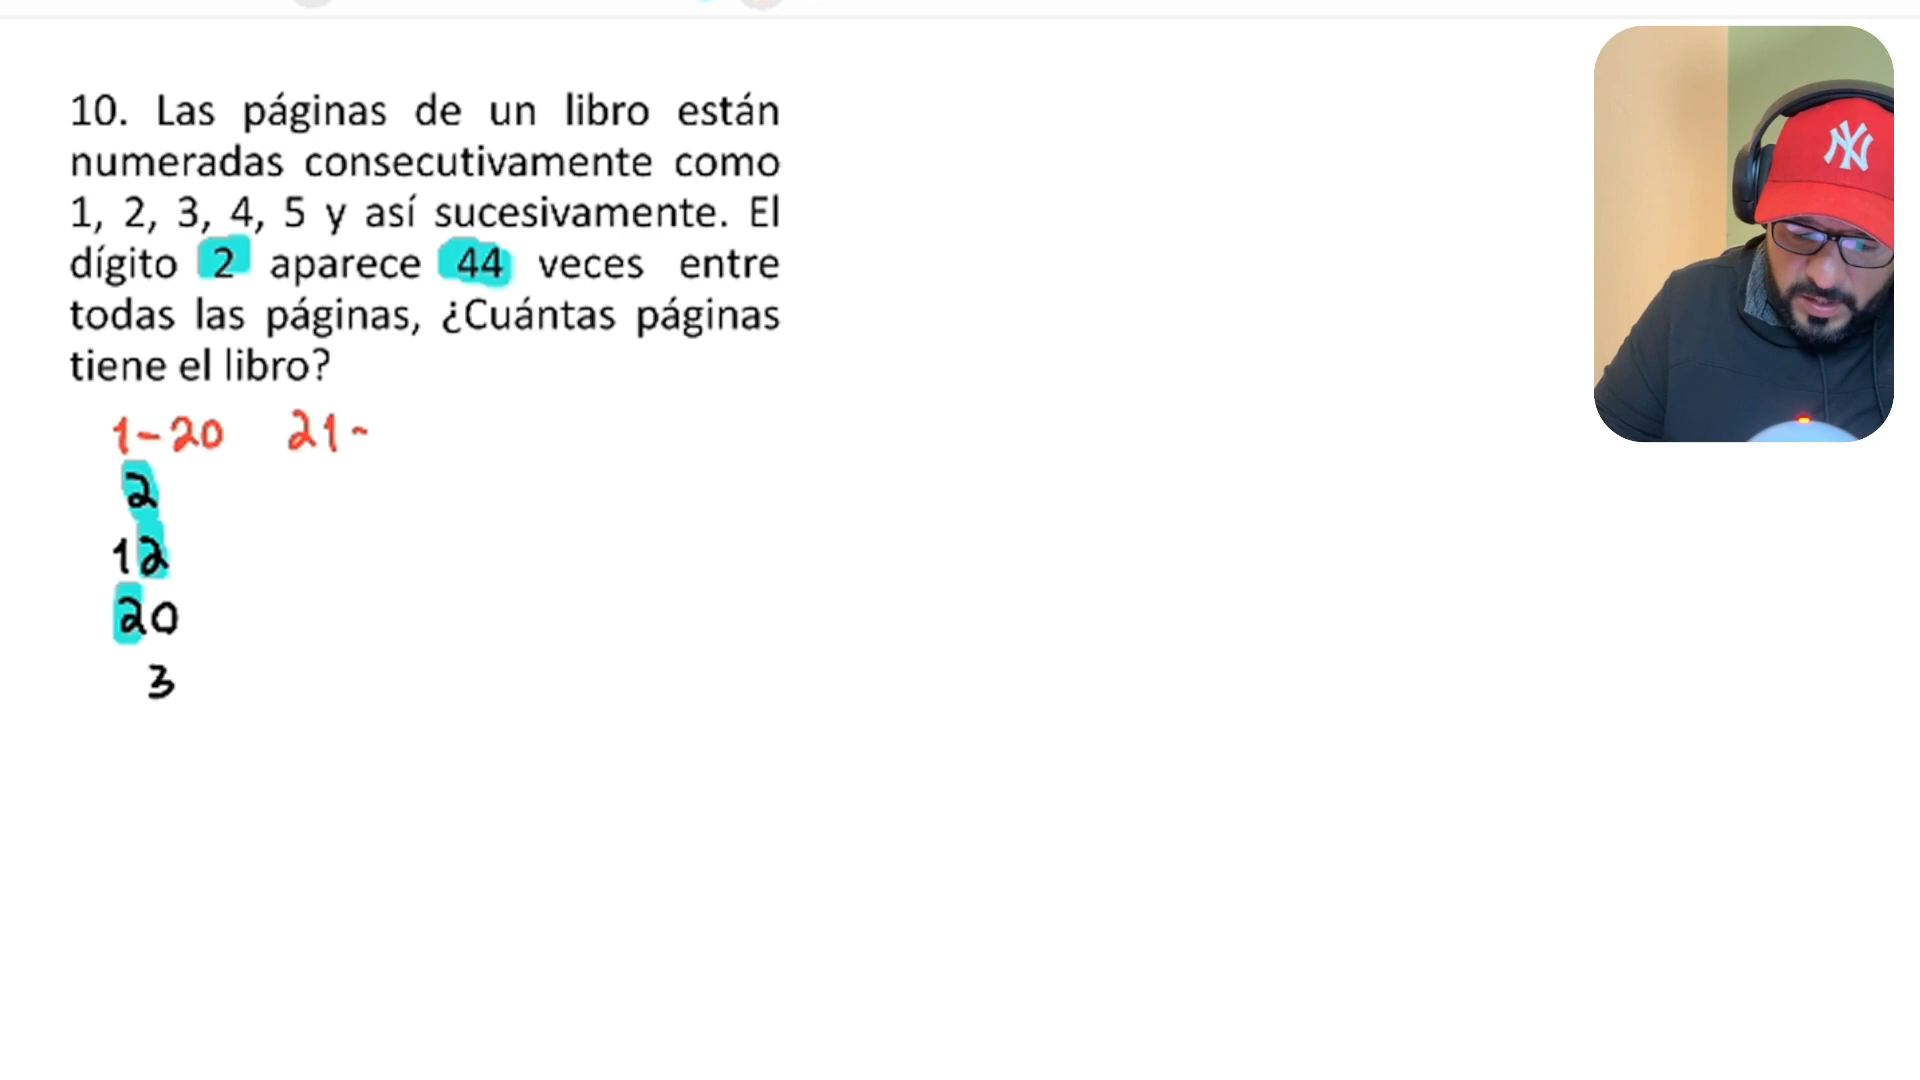 10. Las páginas de un libro están
numeradas consecutivamente como
1, 2, 3, 4, 5 y así sucesivamente. El
dígito 2 aparece 44 veces entre
todas las páginas, ¿Cuántas páginas
tiene el libro?
1-20 21-
2
12
20
3
NY